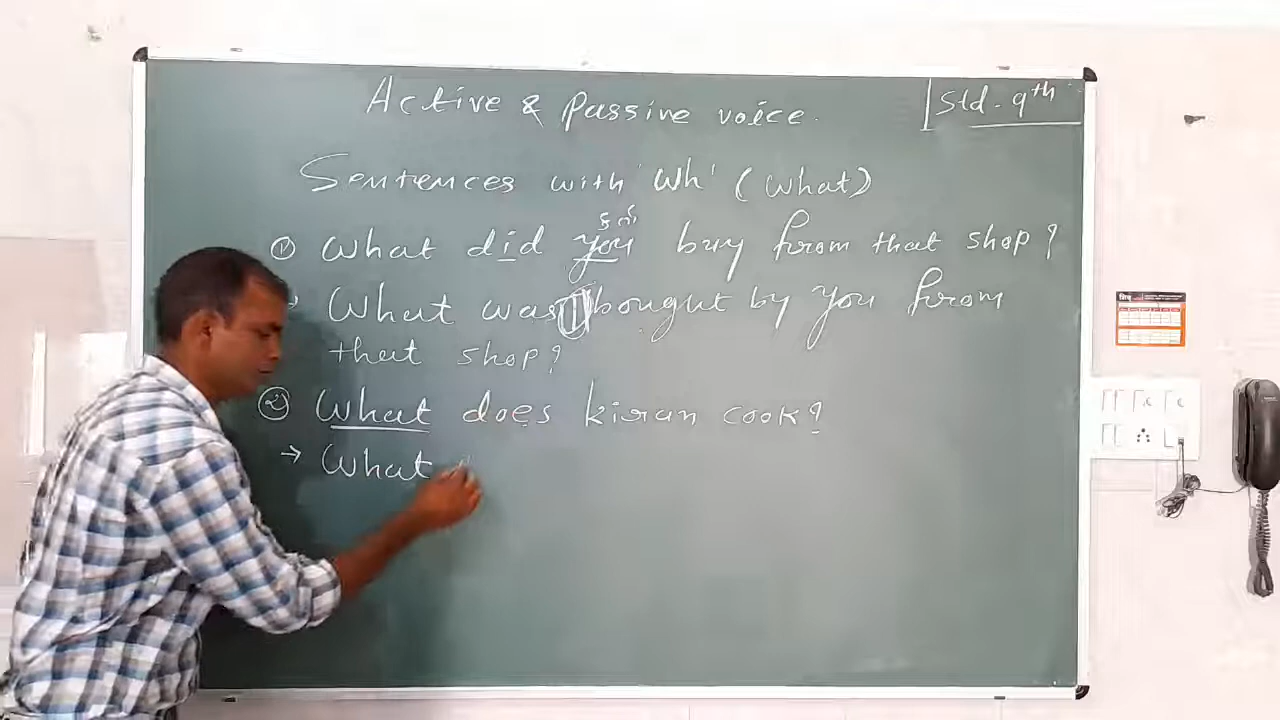 Active & Passive voice.
Std. 9th
Sentences with 'Wh' (What)
① What did you buy from that shop?
What was bought by you from
that shop?
② What does kiran cook?
→ What